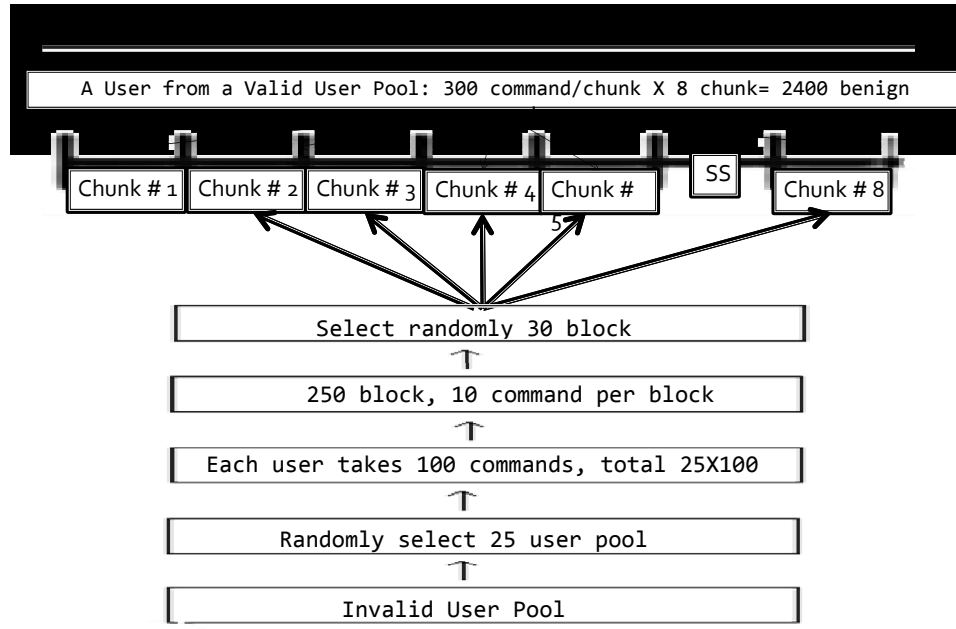 A User from a Valid User Pool: 300 command/chunk X 8 chunk= 2400 benign
Chunk # 1
Chunk # 2
Chunk # 3
Chunk # 4
Chunk #
5
SS
Chunk # 8
Select randomly 30 block
250 block, 10 command per block
Each user takes 100 commands, total 25X100
Randomly select 25 user pool
Invalid User Pool